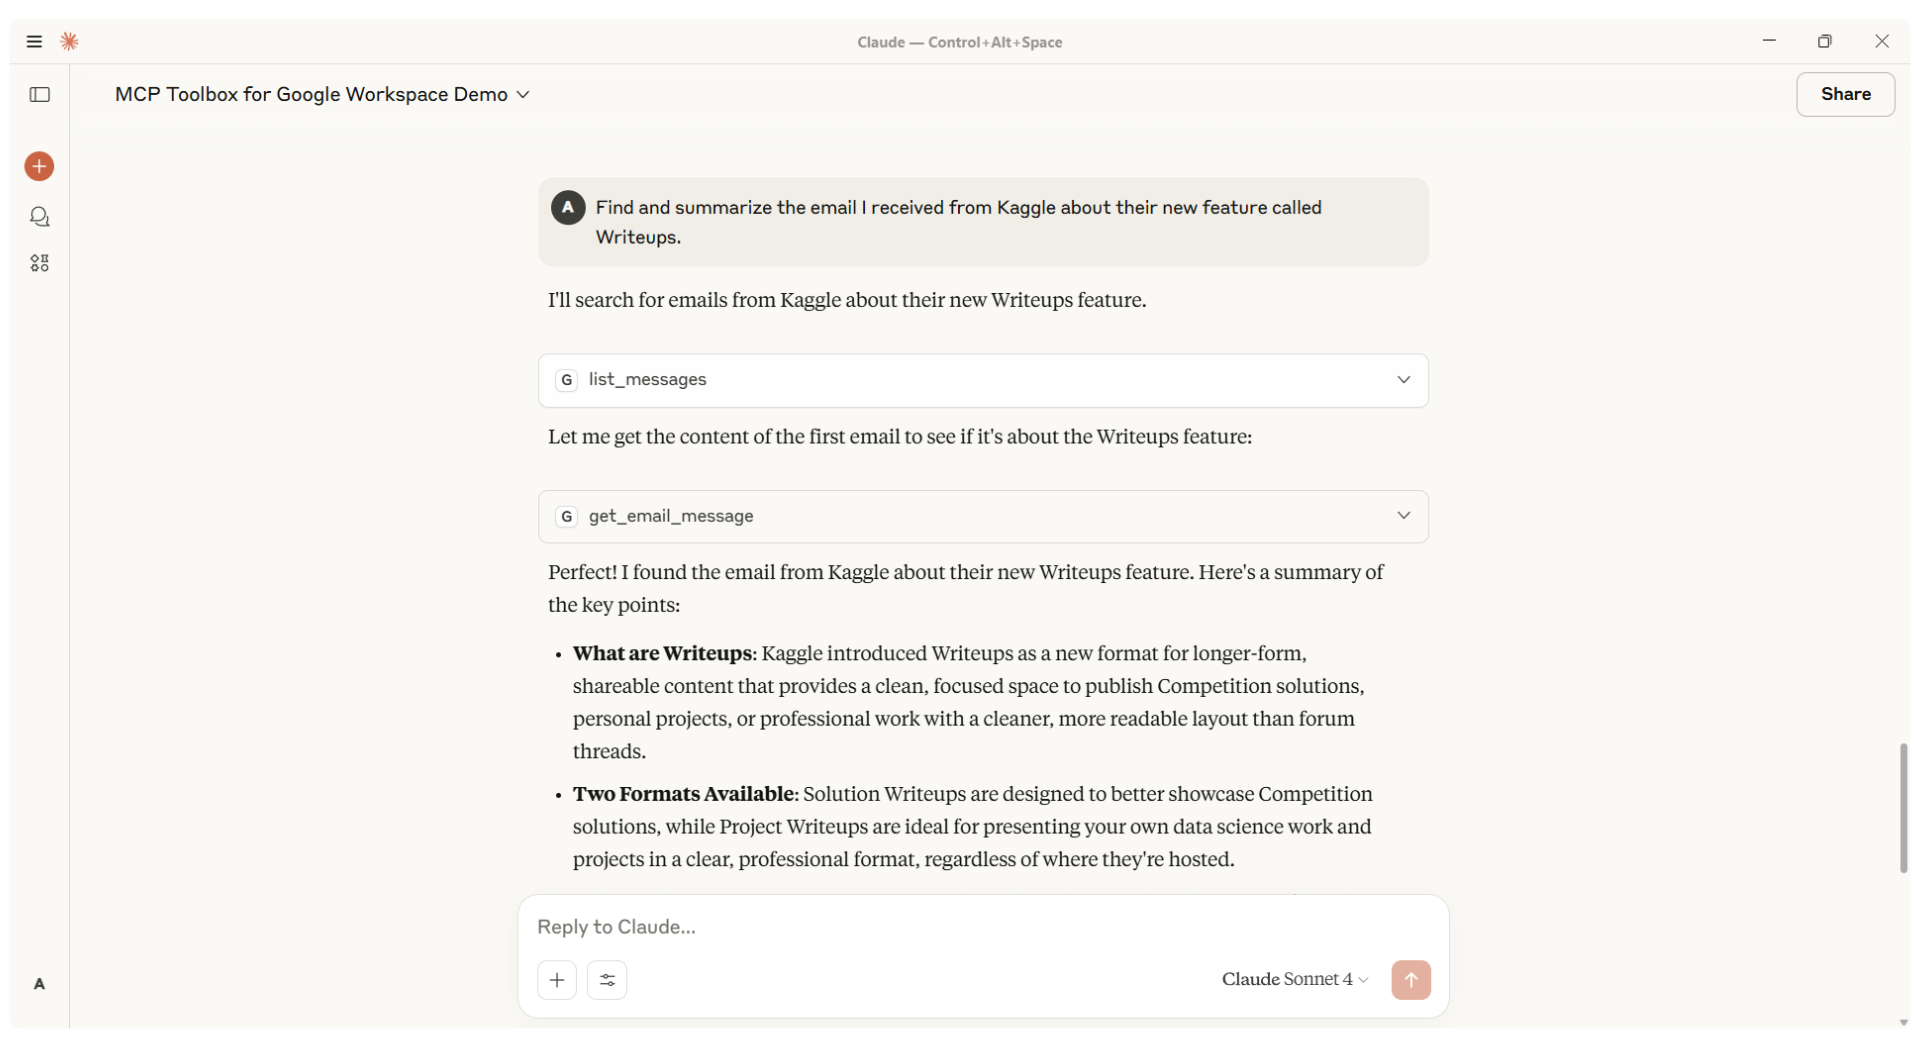 Claude — Control+Alt+Space
MCP Toolbox for Google Workspace Demo
Share
A
Find and summarize the email I received from Kaggle about their new feature called
Writeups.
I'll search for emails from Kaggle about their new Writeups feature.
G list_messages
Let me get the content of the first email to see if it's about the Writeups feature:
G get_email_message
Perfect! I found the email from Kaggle about their new Writeups feature. Here's a summary of
the key points:
• What are Writeups: Kaggle introduced Writeups as a new format for longer-form,
shareable content that provides a clean, focused space to publish Competition solutions,
personal projects, or professional work with a cleaner, more readable layout than forum
threads.
• Two Formats Available: Solution Writeups are designed to better showcase Competition
solutions, while Project Writeups are ideal for presenting your own data science work and
projects in a clear, professional format, regardless of where they're hosted.
Reply to Claude...
Claude Sonnet 4
A